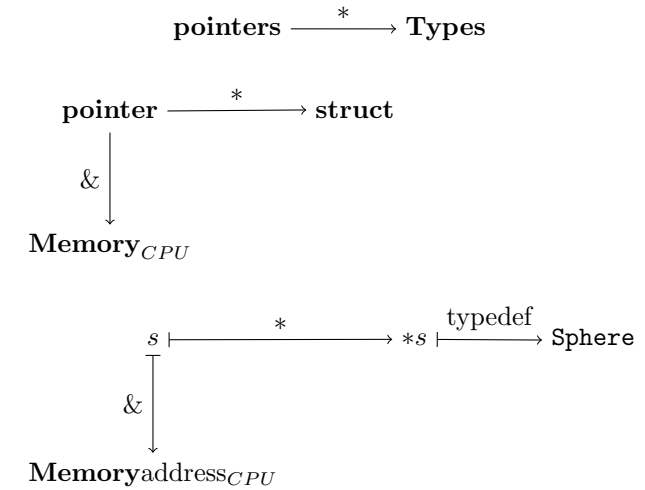 *
pointers Types
*
pointer struct
&
Memory_CPU
* typedef
s *s Sphere
&
Memoryaddress_CPU